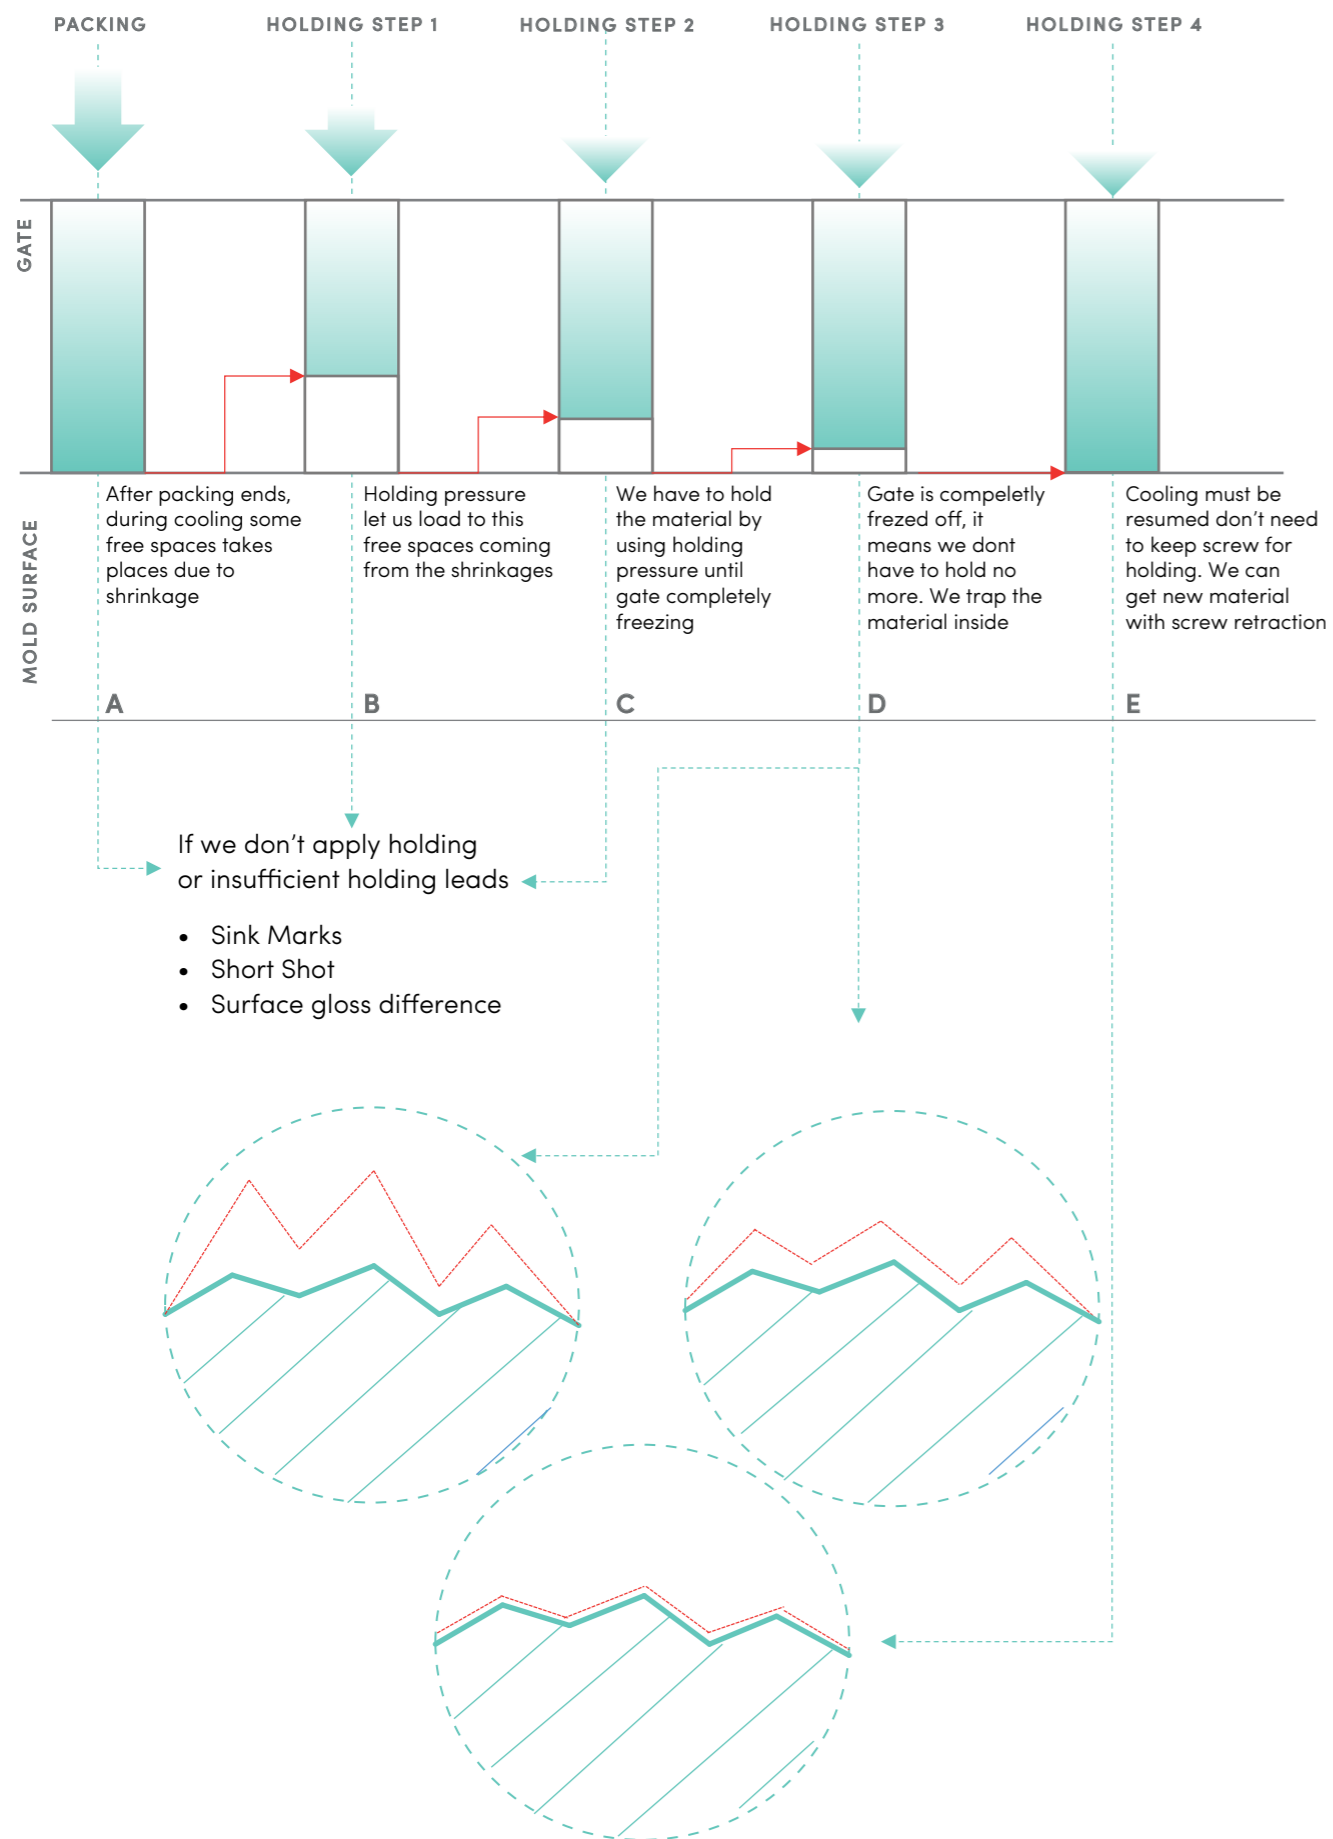 PACKING
HOLDING STEP 1
HOLDING STEP 2
HOLDING STEP 3
HOLDING STEP 4
GATE
MOLD SURFACE
After packing ends,
during cooling some
free spaces takes
places due to
shrinkage
Holding pressure
let us load to this
free spaces coming
from the shrinkages
We have to hold
the material by
using holding
pressure until
gate completely
freezing
Gate is compeletly
frezed off, it
means we dont
have to hold no
more. We trap the
material inside
Cooling must be
resumed don’t need
to keep screw for
holding. We can
get new material
with screw retraction
A
B
C
D
E
If we don’t apply holding
or insufficient holding leads
• Sink Marks
• Short Shot
• Surface gloss difference